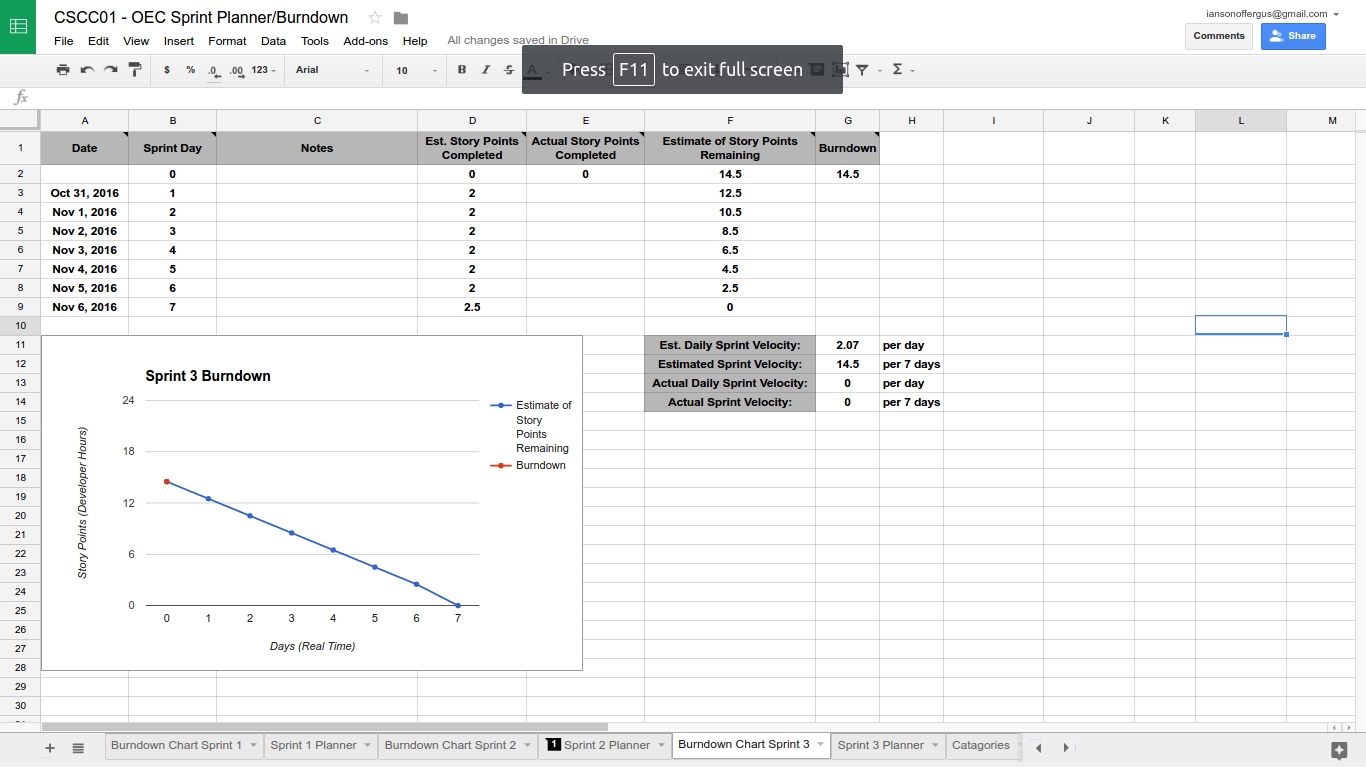 CSCC01 - OEC Sprint Planner/Burndown
iansonoffergus@gmail.com
File Edit View Insert Format Data Tools Add-ons Help All changes saved in Drive
Comments Share
$ % .0 .00 123 Arial 10 B I S A Σ
Press F11 to exit full screen
fx
A B C D E F G H I J K L M
1 Date Sprint Day Notes Est. Story Points Completed Actual Story Points Completed Estimate of Story Points Remaining Burndown
2 0 0 0 14.5 14.5
3 Oct 31, 2016 1 2 12.5
4 Nov 1, 2016 2 2 10.5
5 Nov 2, 2016 3 2 8.5
6 Nov 3, 2016 4 2 6.5
7 Nov 4, 2016 5 2 4.5
8 Nov 5, 2016 6 2 2.5
9 Nov 6, 2016 7 2.5 0
10
11 Est. Daily Sprint Velocity: 2.07 per day
12 Estimated Sprint Velocity: 14.5 per 7 days
13 Actual Daily Sprint Velocity: 0 per day
14 Actual Sprint Velocity: 0 per 7 days
15
16
17
18
19
20
21
22
23
24
25
26
27
28
29
30
Sprint 3 Burndown
Story Points (Developer Hours)
24
18
12
6
0
0 1 2 3 4 5 6 7
Days (Real Time)
Estimate of
Story
Points
Remaining
Burndown
+ Burndown Chart Sprint 1 Sprint 1 Planner Burndown Chart Sprint 2 1 Sprint 2 Planner Burndown Chart Sprint 3 Sprint 3 Planner Catagories